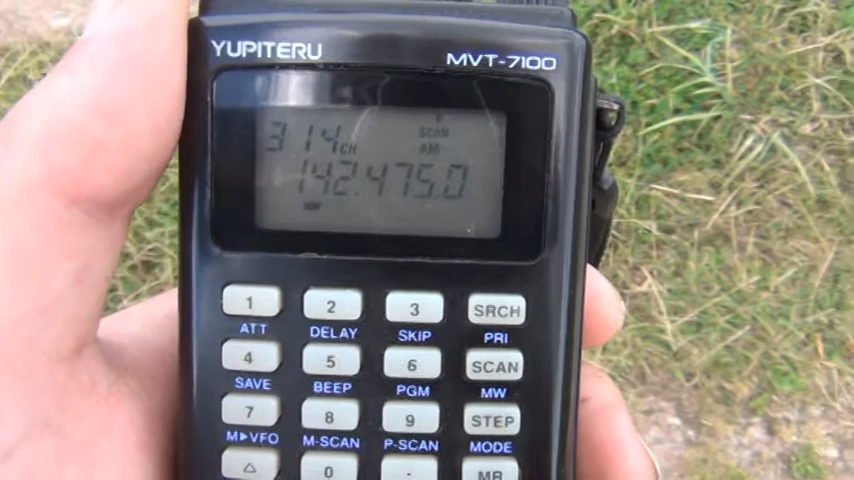 YUPITERU MVT-7100
314CH SCAN
AM
142.475.0
1 2 3 SRCH
ATT DELAY SKIP PRI
4 5 6 SCAN
SAVE BEEP PGM MW
7 8 9 STEP
M▶VFO M-SCAN P-SCAN MODE
△ 0 · MR